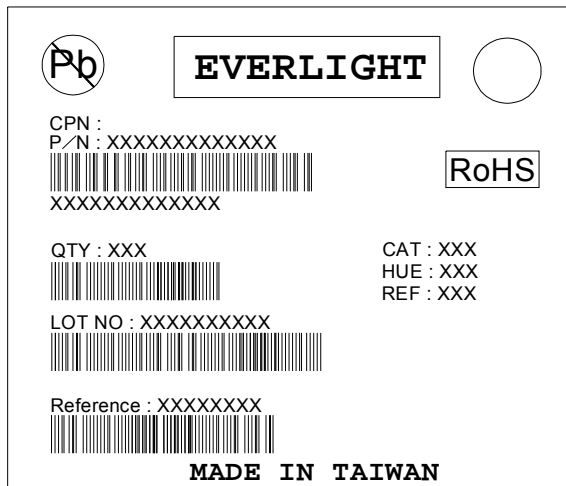 Pb
EVERLIGHT
CPN :
P/N : XXXXXXXXXXXXX
RoHS
XXXXXXXXXXXXX
QTY : XXX
CAT : XXX
HUE : XXX
REF : XXX
LOT NO : XXXXXXXXXX
Reference : XXXXXXXX
MADE IN TAIWAN